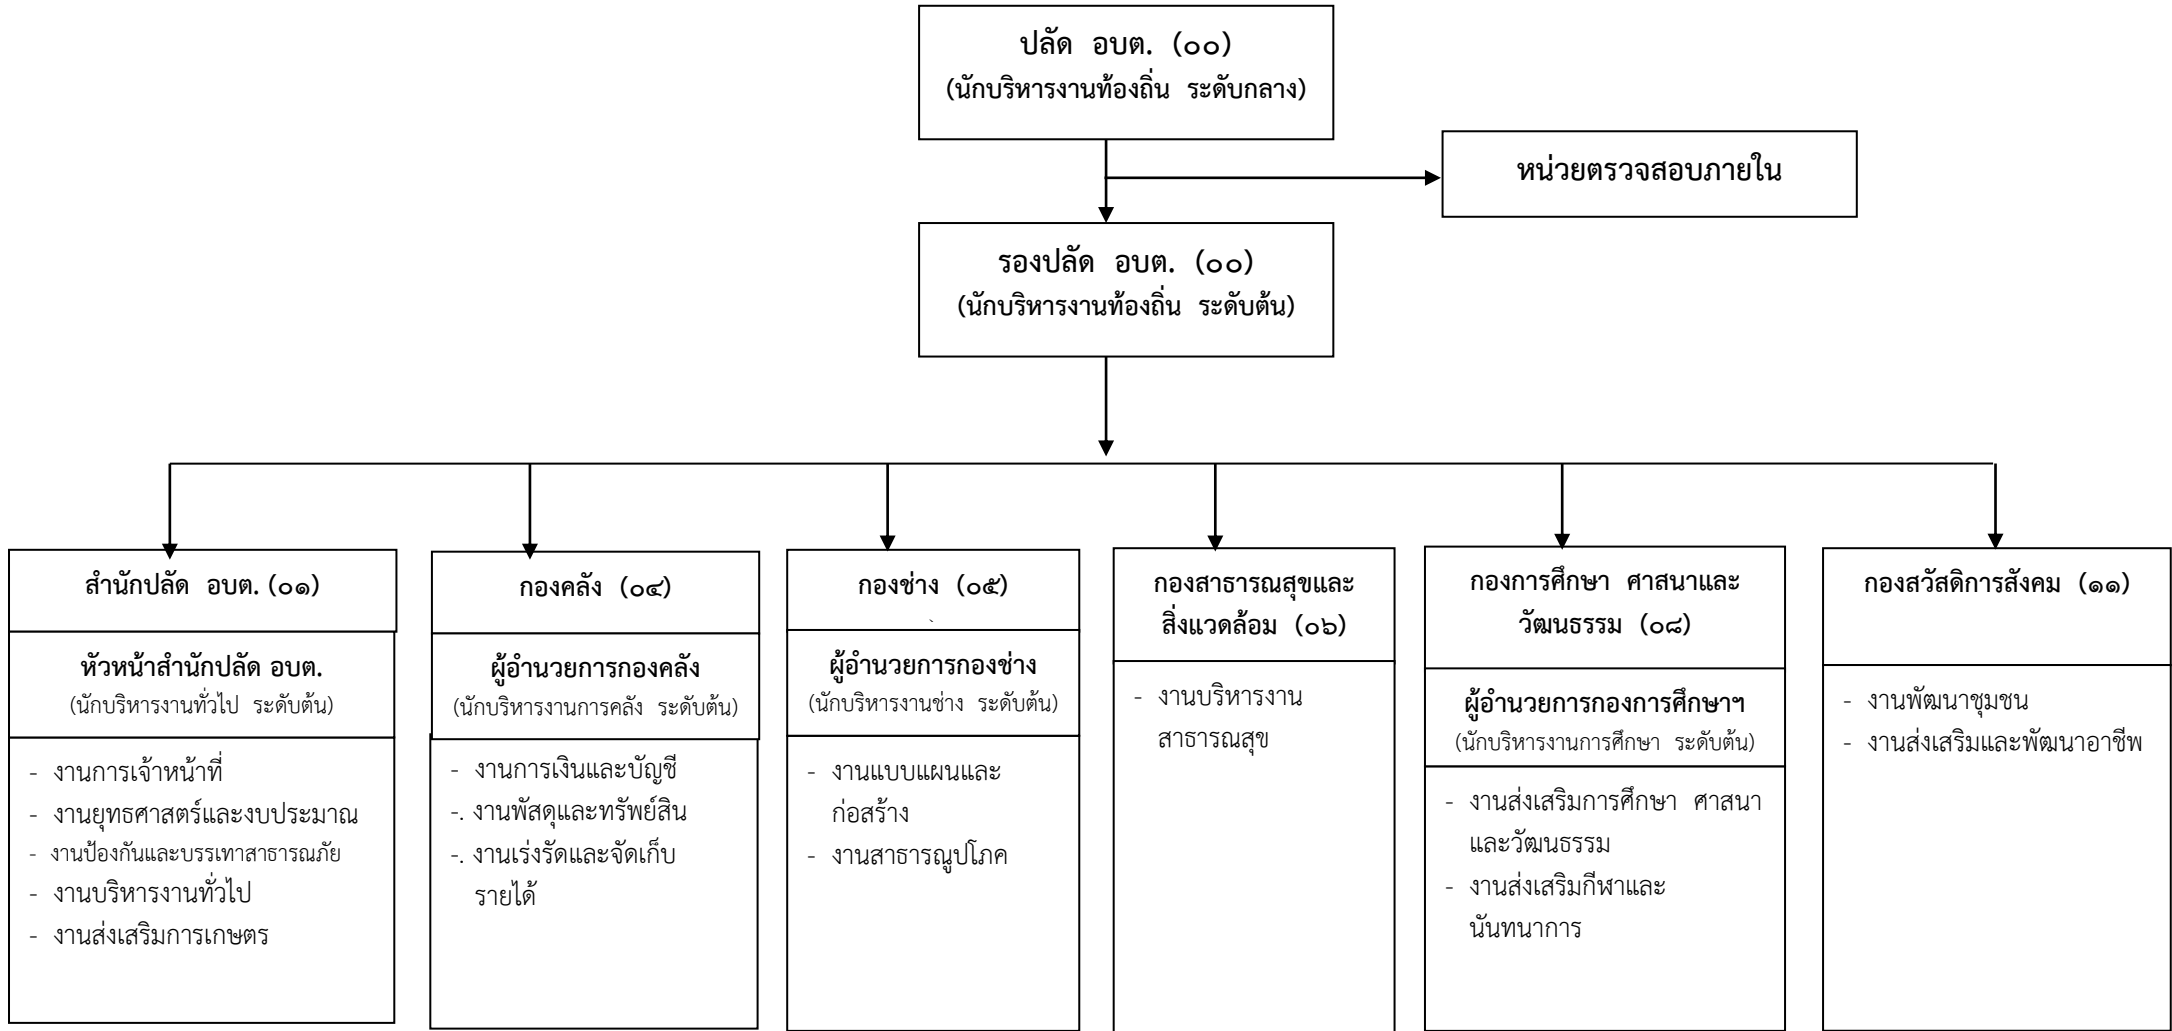 ปลัด อบต. (๐๐)
(นักบริหารงานท้องถิ่น ระดับกลาง)
หน่วยตรวจสอบภายใน
รองปลัด อบต. (๐๐)
(นักบริหารงานท้องถิ่น ระดับต้น)
สำนักปลัด อบต. (๐๑)
หัวหน้าสำนักปลัด อบต.
(นักบริหารงานทั่วไป ระดับต้น)
- งานการเจ้าหน้าที่
- งานยุทธศาสตร์และงบประมาณ
- งานป้องกันและบรรเทาสาธารณภัย
- งานบริหารงานทั่วไป
- งานส่งเสริมการเกษตร
กองคลัง (๐๔)
ผู้อำนวยการกองคลัง
(นักบริหารงานการคลัง ระดับต้น)
- งานการเงินและบัญชี
-. งานพัสดุและทรัพย์สิน
-. งานเร่งรัดและจัดเก็บ
รายได้
กองช่าง (๐๕)
ผู้อำนวยการกองช่าง
(นักบริหารงานช่าง ระดับต้น)
- งานแบบแผนและ
ก่อสร้าง
- งานสาธารณูปโภค
กองสาธารณสุขและ
สิ่งแวดล้อม (๐๖)
- งานบริหารงาน
สาธารณสุข
กองการศึกษา ศาสนาและ
วัฒนธรรม (๐๘)
ผู้อำนวยการกองการศึกษาฯ
(นักบริหารงานการศึกษา ระดับต้น)
- งานส่งเสริมการศึกษา ศาสนา
และวัฒนธรรม
- งานส่งเสริมกีฬาและ
นันทนาการ
กองสวัสดิการสังคม (๑๑)
- งานพัฒนาชุมชน
- งานส่งเสริมและพัฒนาอาชีพ